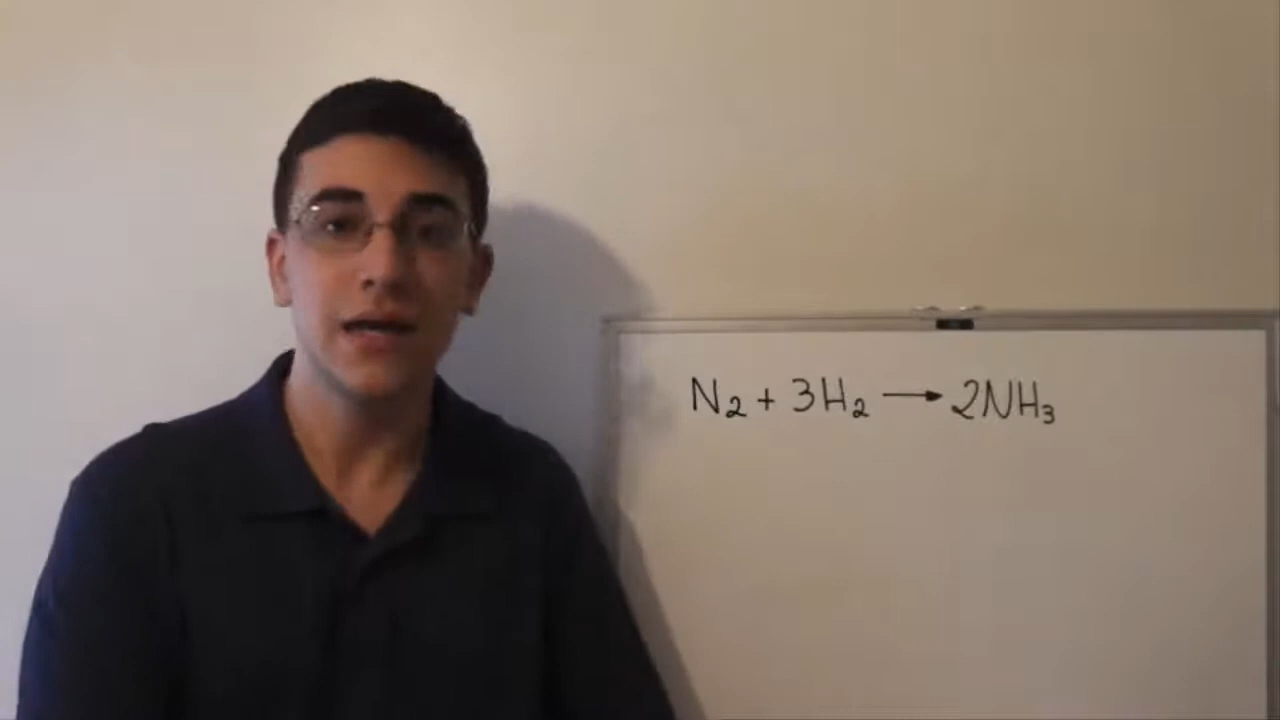 N₂ + 3H₂ → 2NH₃